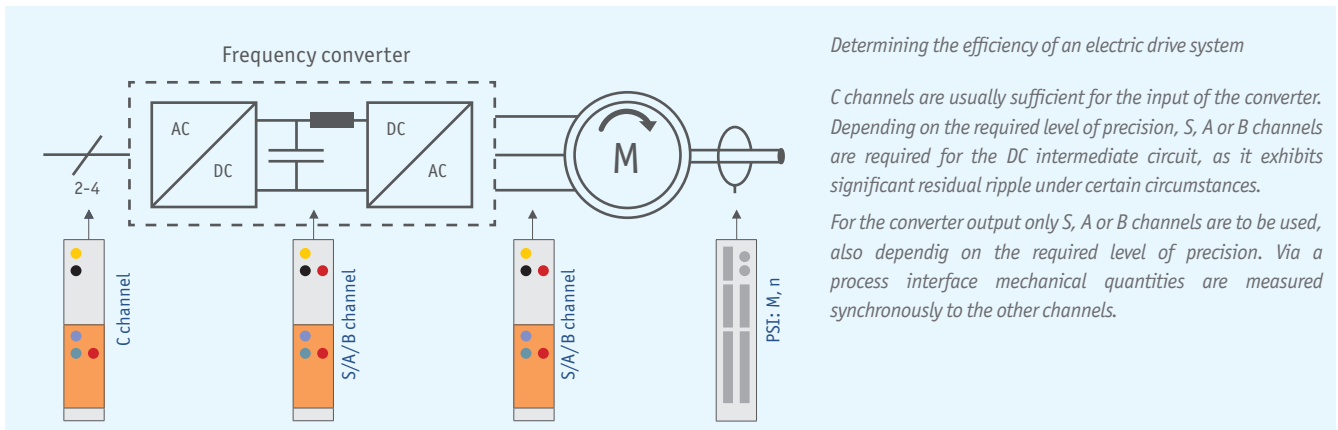 Frequency converter
AC
DC
DC
AC
M
2-4
C channel
S/A/B channel
S/A/B channel
PSI: M, n
Determining the efficiency of an electric drive system
C channels are usually sufficient for the input of the converter.
Depending on the required level of precision, S, A or B channels
are required for the DC intermediate circuit, as it exhibits
significant residual ripple under certain circumstances.
For the converter output only S, A or B channels are to be used,
also dependig on the required level of precision. Via a
process interface mechanical quantities are measured
synchronously to the other channels.